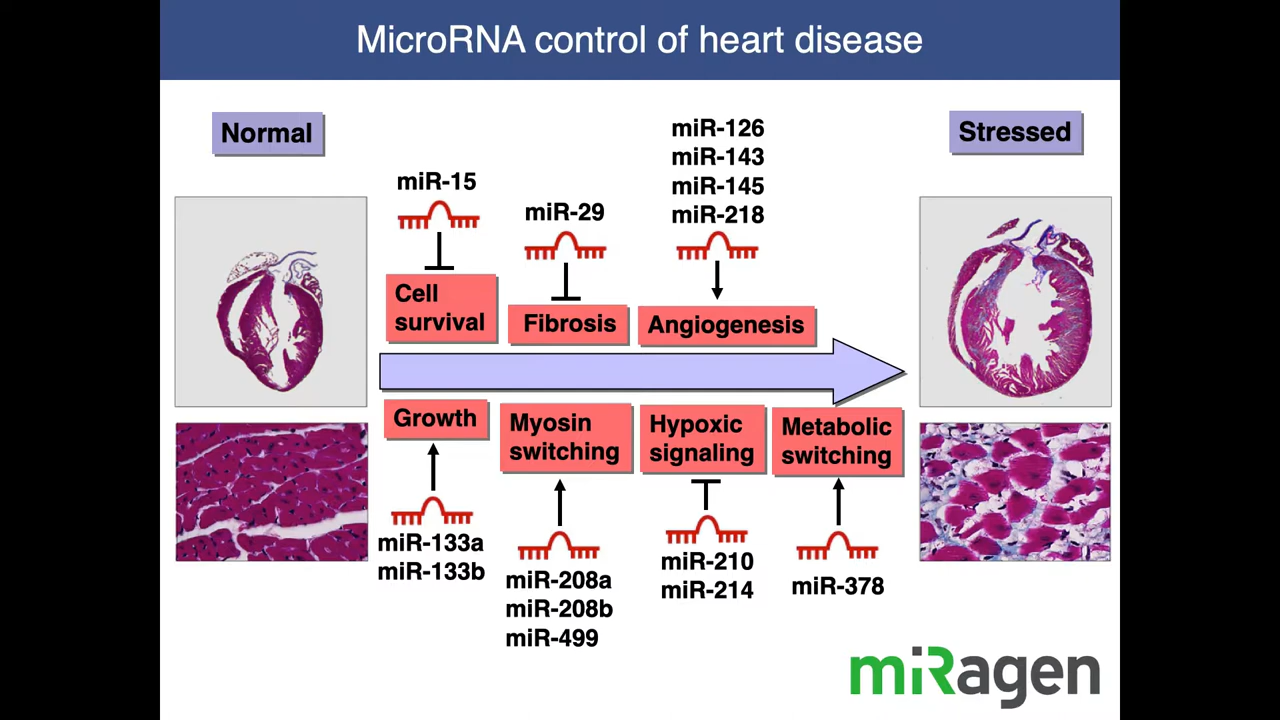 MicroRNA control of heart disease
Normal
Stressed
miR-15
miR-29
miR-126
miR-143
miR-145
miR-218
Cell
survival
Fibrosis
Angiogenesis
Growth
Myosin
switching
Hypoxic
signaling
Metabolic
switching
miR-133a
miR-133b
miR-208a
miR-208b
miR-499
miR-210
miR-214
miR-378
miRagen